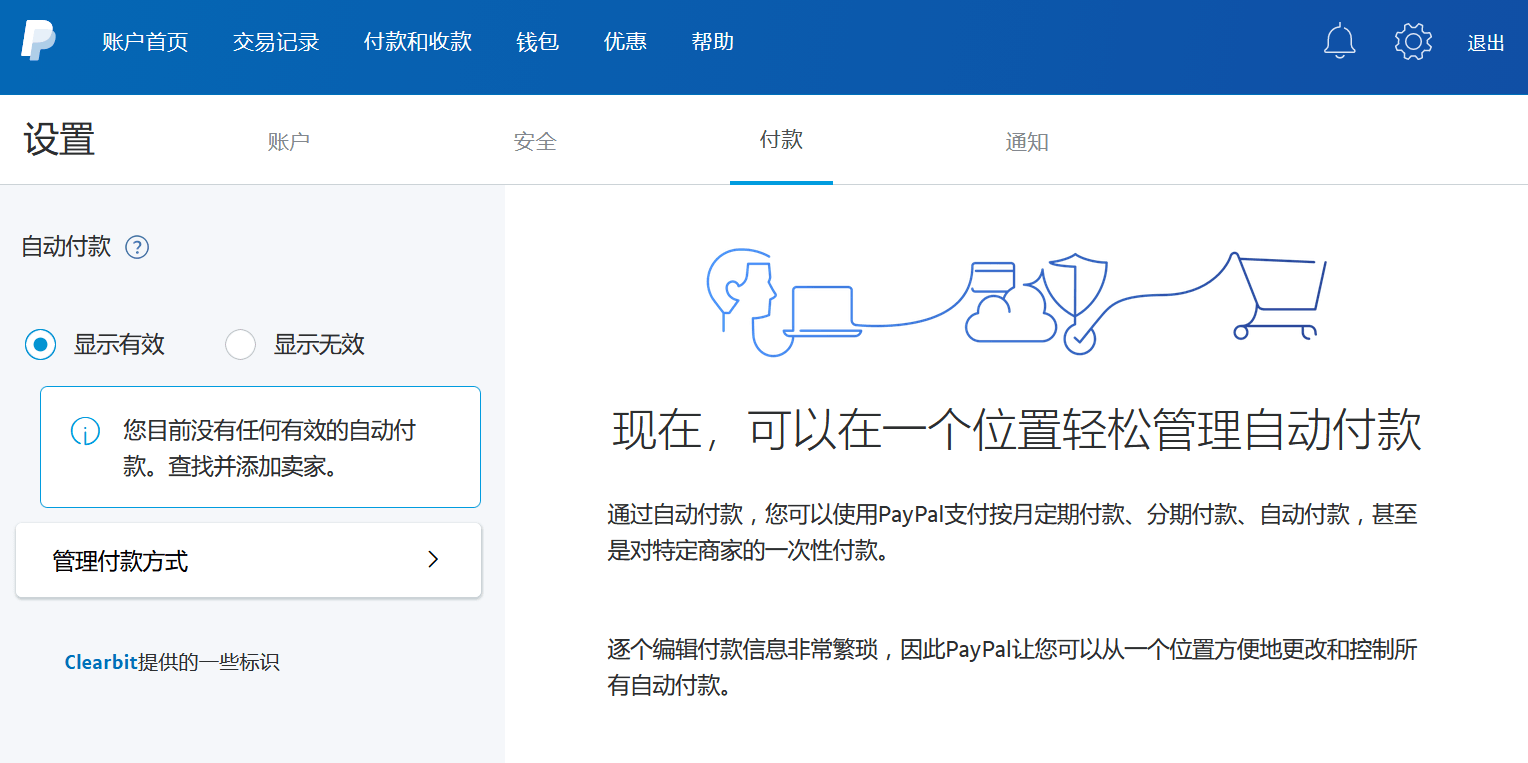 账户首页 交易记录 付款和收款 钱包 优惠 帮助 退出
设置 账户 安全 付款 通知
自动付款 ?
显示有效 显示无效
您目前没有任何有效的自动付
款。查找并添加卖家。
管理付款方式
Clearbit提供的一些标识
现在，可以在一个位置轻松管理自动付款
通过自动付款，您可以使用PayPal支付按月定期付款、分期付款、自动付款，甚至
是对特定商家的一次性付款。
逐个编辑付款信息非常繁琐，因此PayPal让您可以从一个位置方便地更改和控制所
有自动付款。